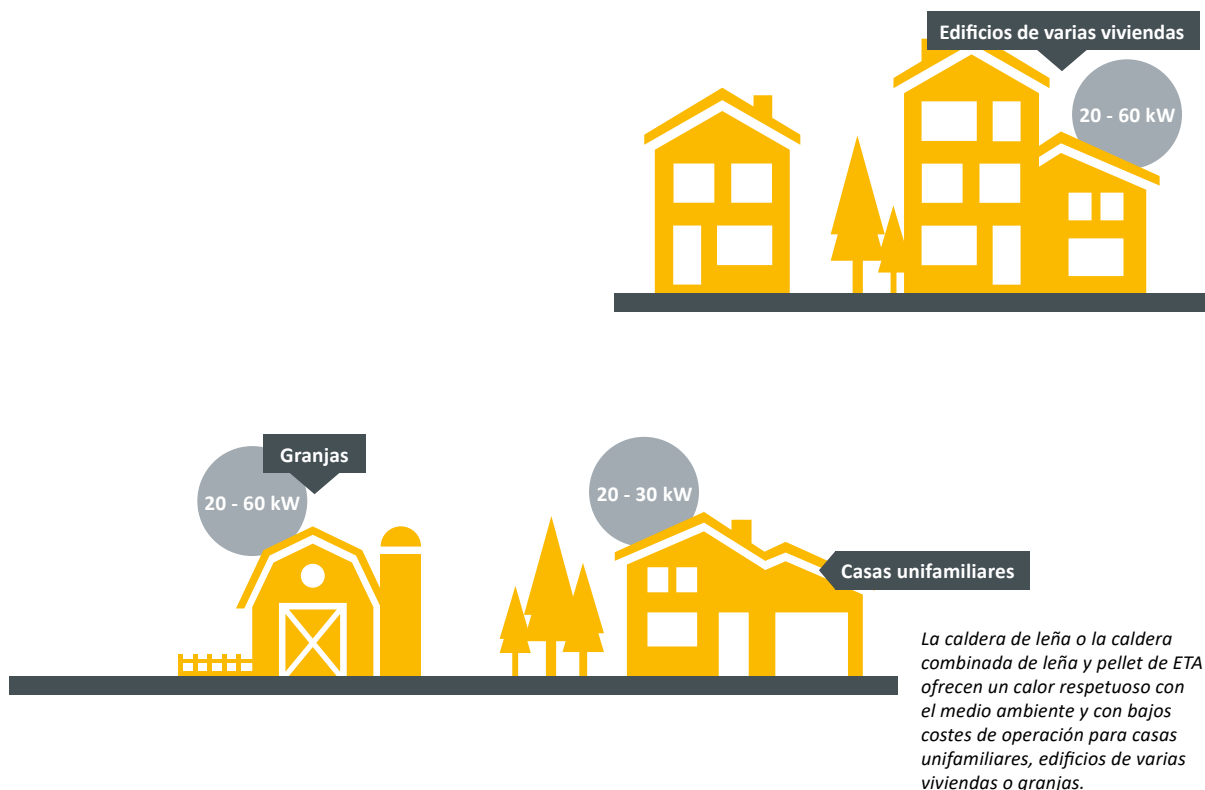 Edificios de varias viviendas
20 - 60 kW
Granjas
20 - 60 kW
20 - 30 kW
Casas unifamiliares
La caldera de leña o la caldera
combinada de leña y pellet de ETA
ofrecen un calor respetuoso con
el medio ambiente y con bajos
costes de operación para casas
unifamiliares, edificios de varias
viviendas o granjas.